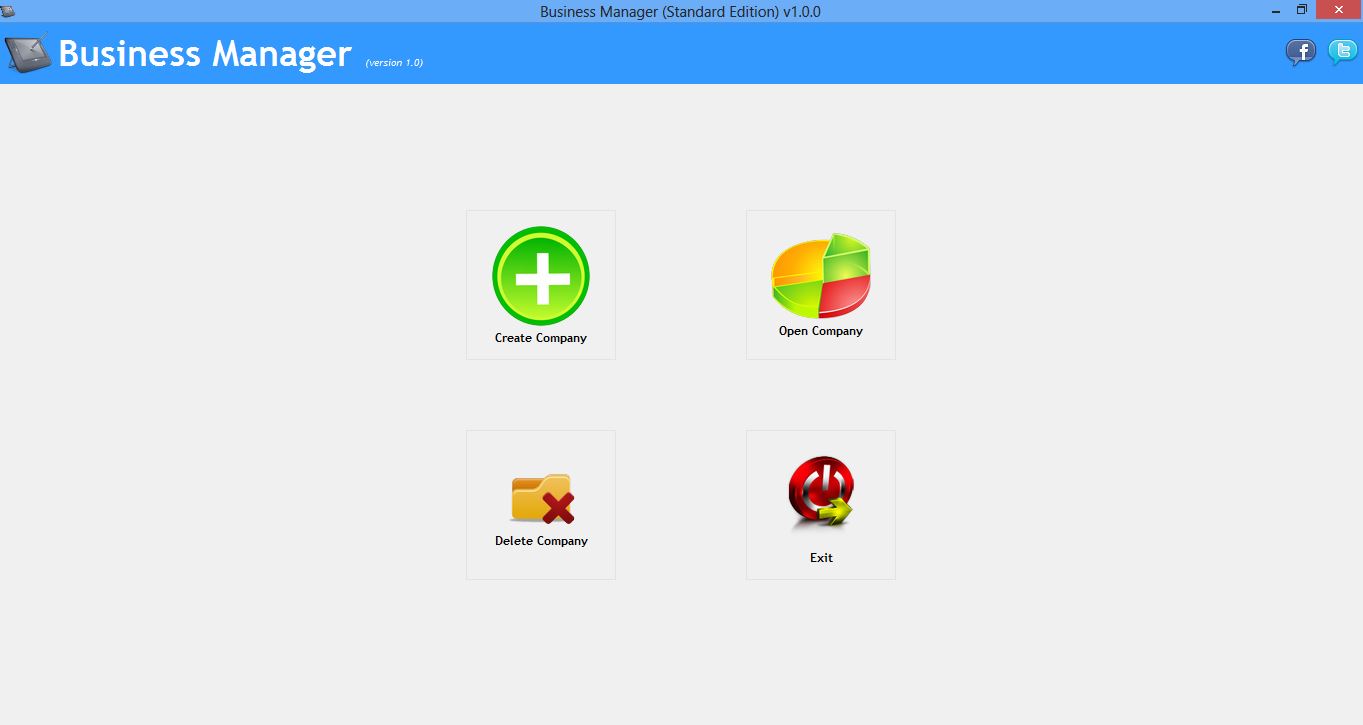 Business Manager (Standard Edition) v1.0.0
Business Manager (version 1.0)
Create Company
Open Company
Delete Company
Exit